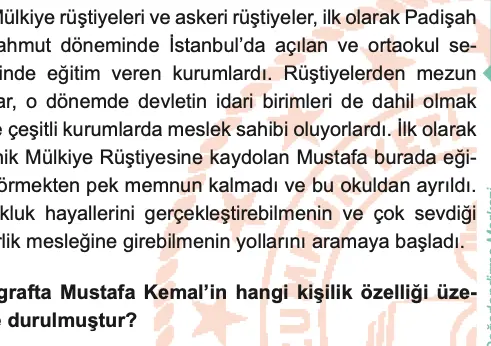 Mülkiye rüştiyeleri ve askeri rüştiyeler, ilk olarak Padişah
ahmut döneminde İstanbul’da açılan ve ortaokul se-
inde eğitim veren kurumlardı. Rüştiyelerden mezun
ar, o dönemde devletin idari birimleri de dahil olmak
e çeşitli kurumlarda meslek sahibi oluyorlardı. İlk olarak
nik Mülkiye Rüştiyesine kaydolan Mustafa burada eği-
örmekten pek memnun kalmadı ve bu okuldan ayrıldı.
kluk hayallerini gerçekleştirebilmenin ve çok sevdiği
rlik mesleğine girebilmenin yollarını aramaya başladı.
grafta Mustafa Kemal’in hangi kişilik özelliği üze-
e durulmuştur?